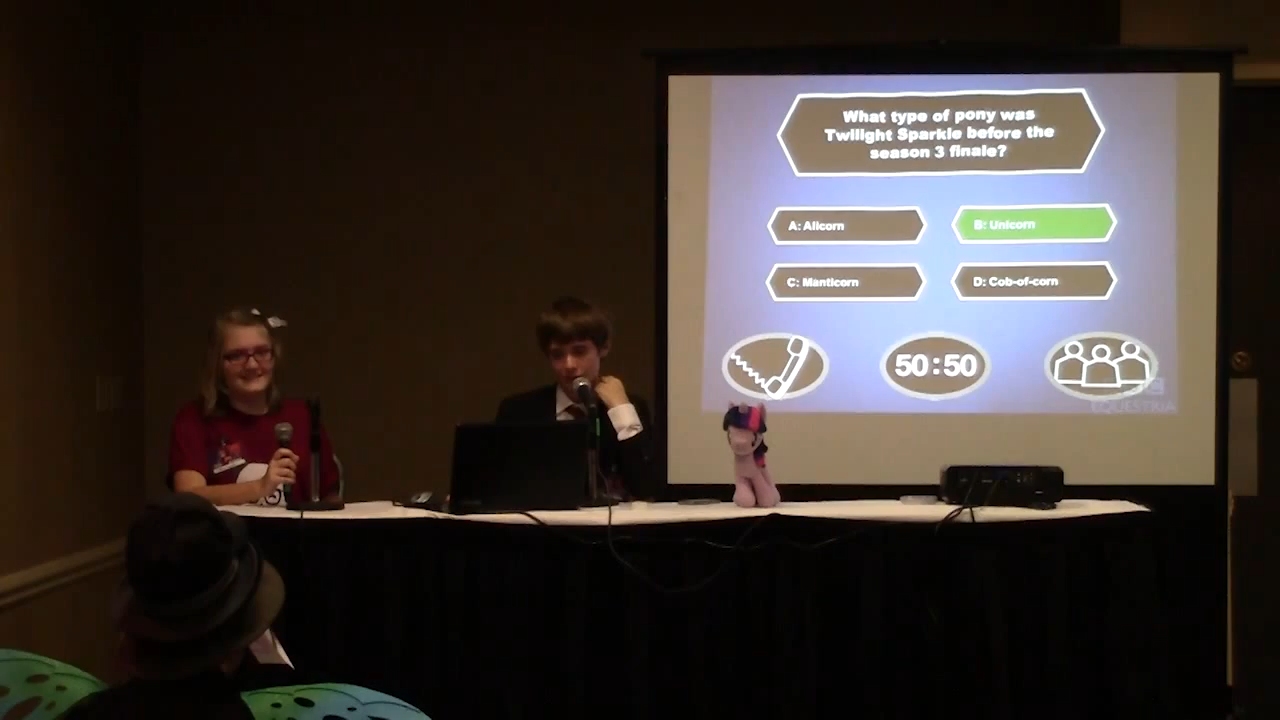 What type of pony was
Twilight Sparkle before the
season 3 finale?
A: Alicorn
B: Unicorn
C: Manticorn
D: Cob-of-corn
50:50
EQUESTRIA